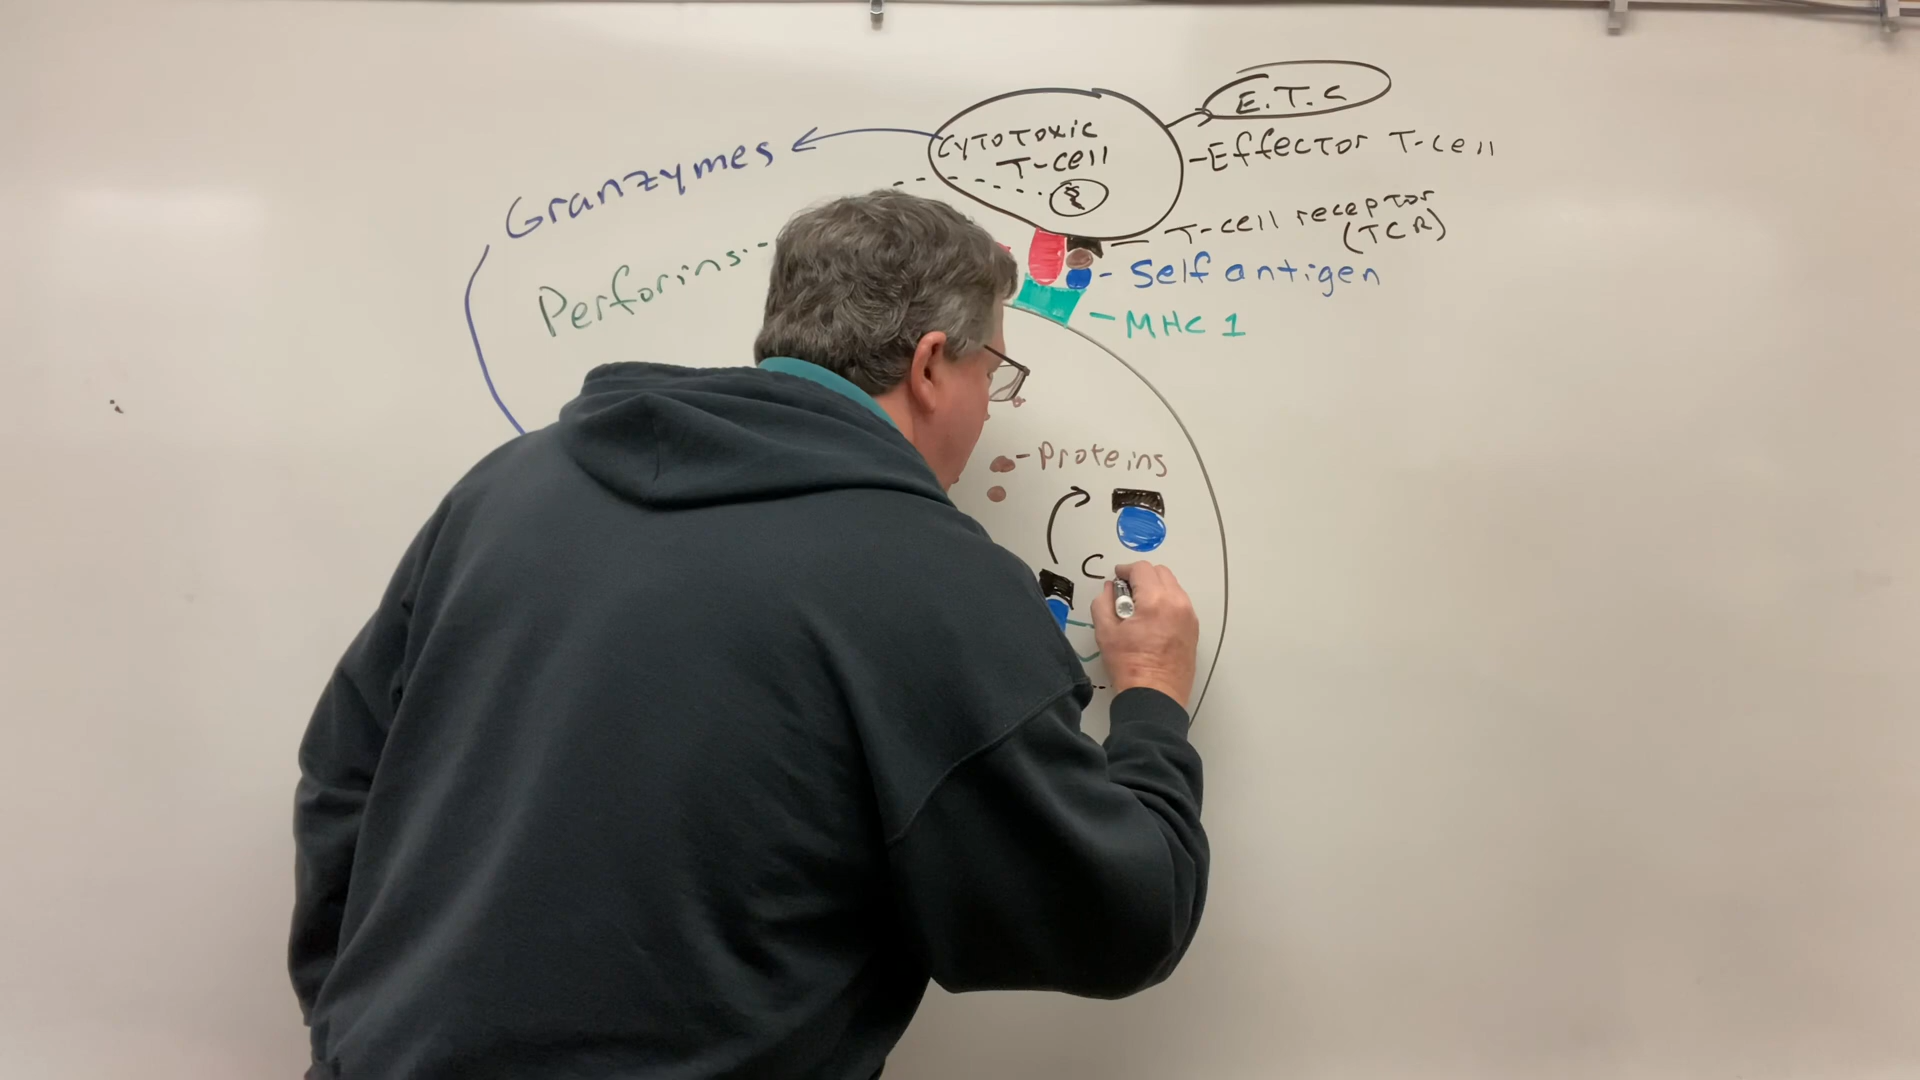 E.T.C
Cytotoxic
T-cell
-Effector T-cell
Granzymes
- T-cell receptor
(TCR)
Perforins
- Self antigen
- MHC 1
- Proteins
C